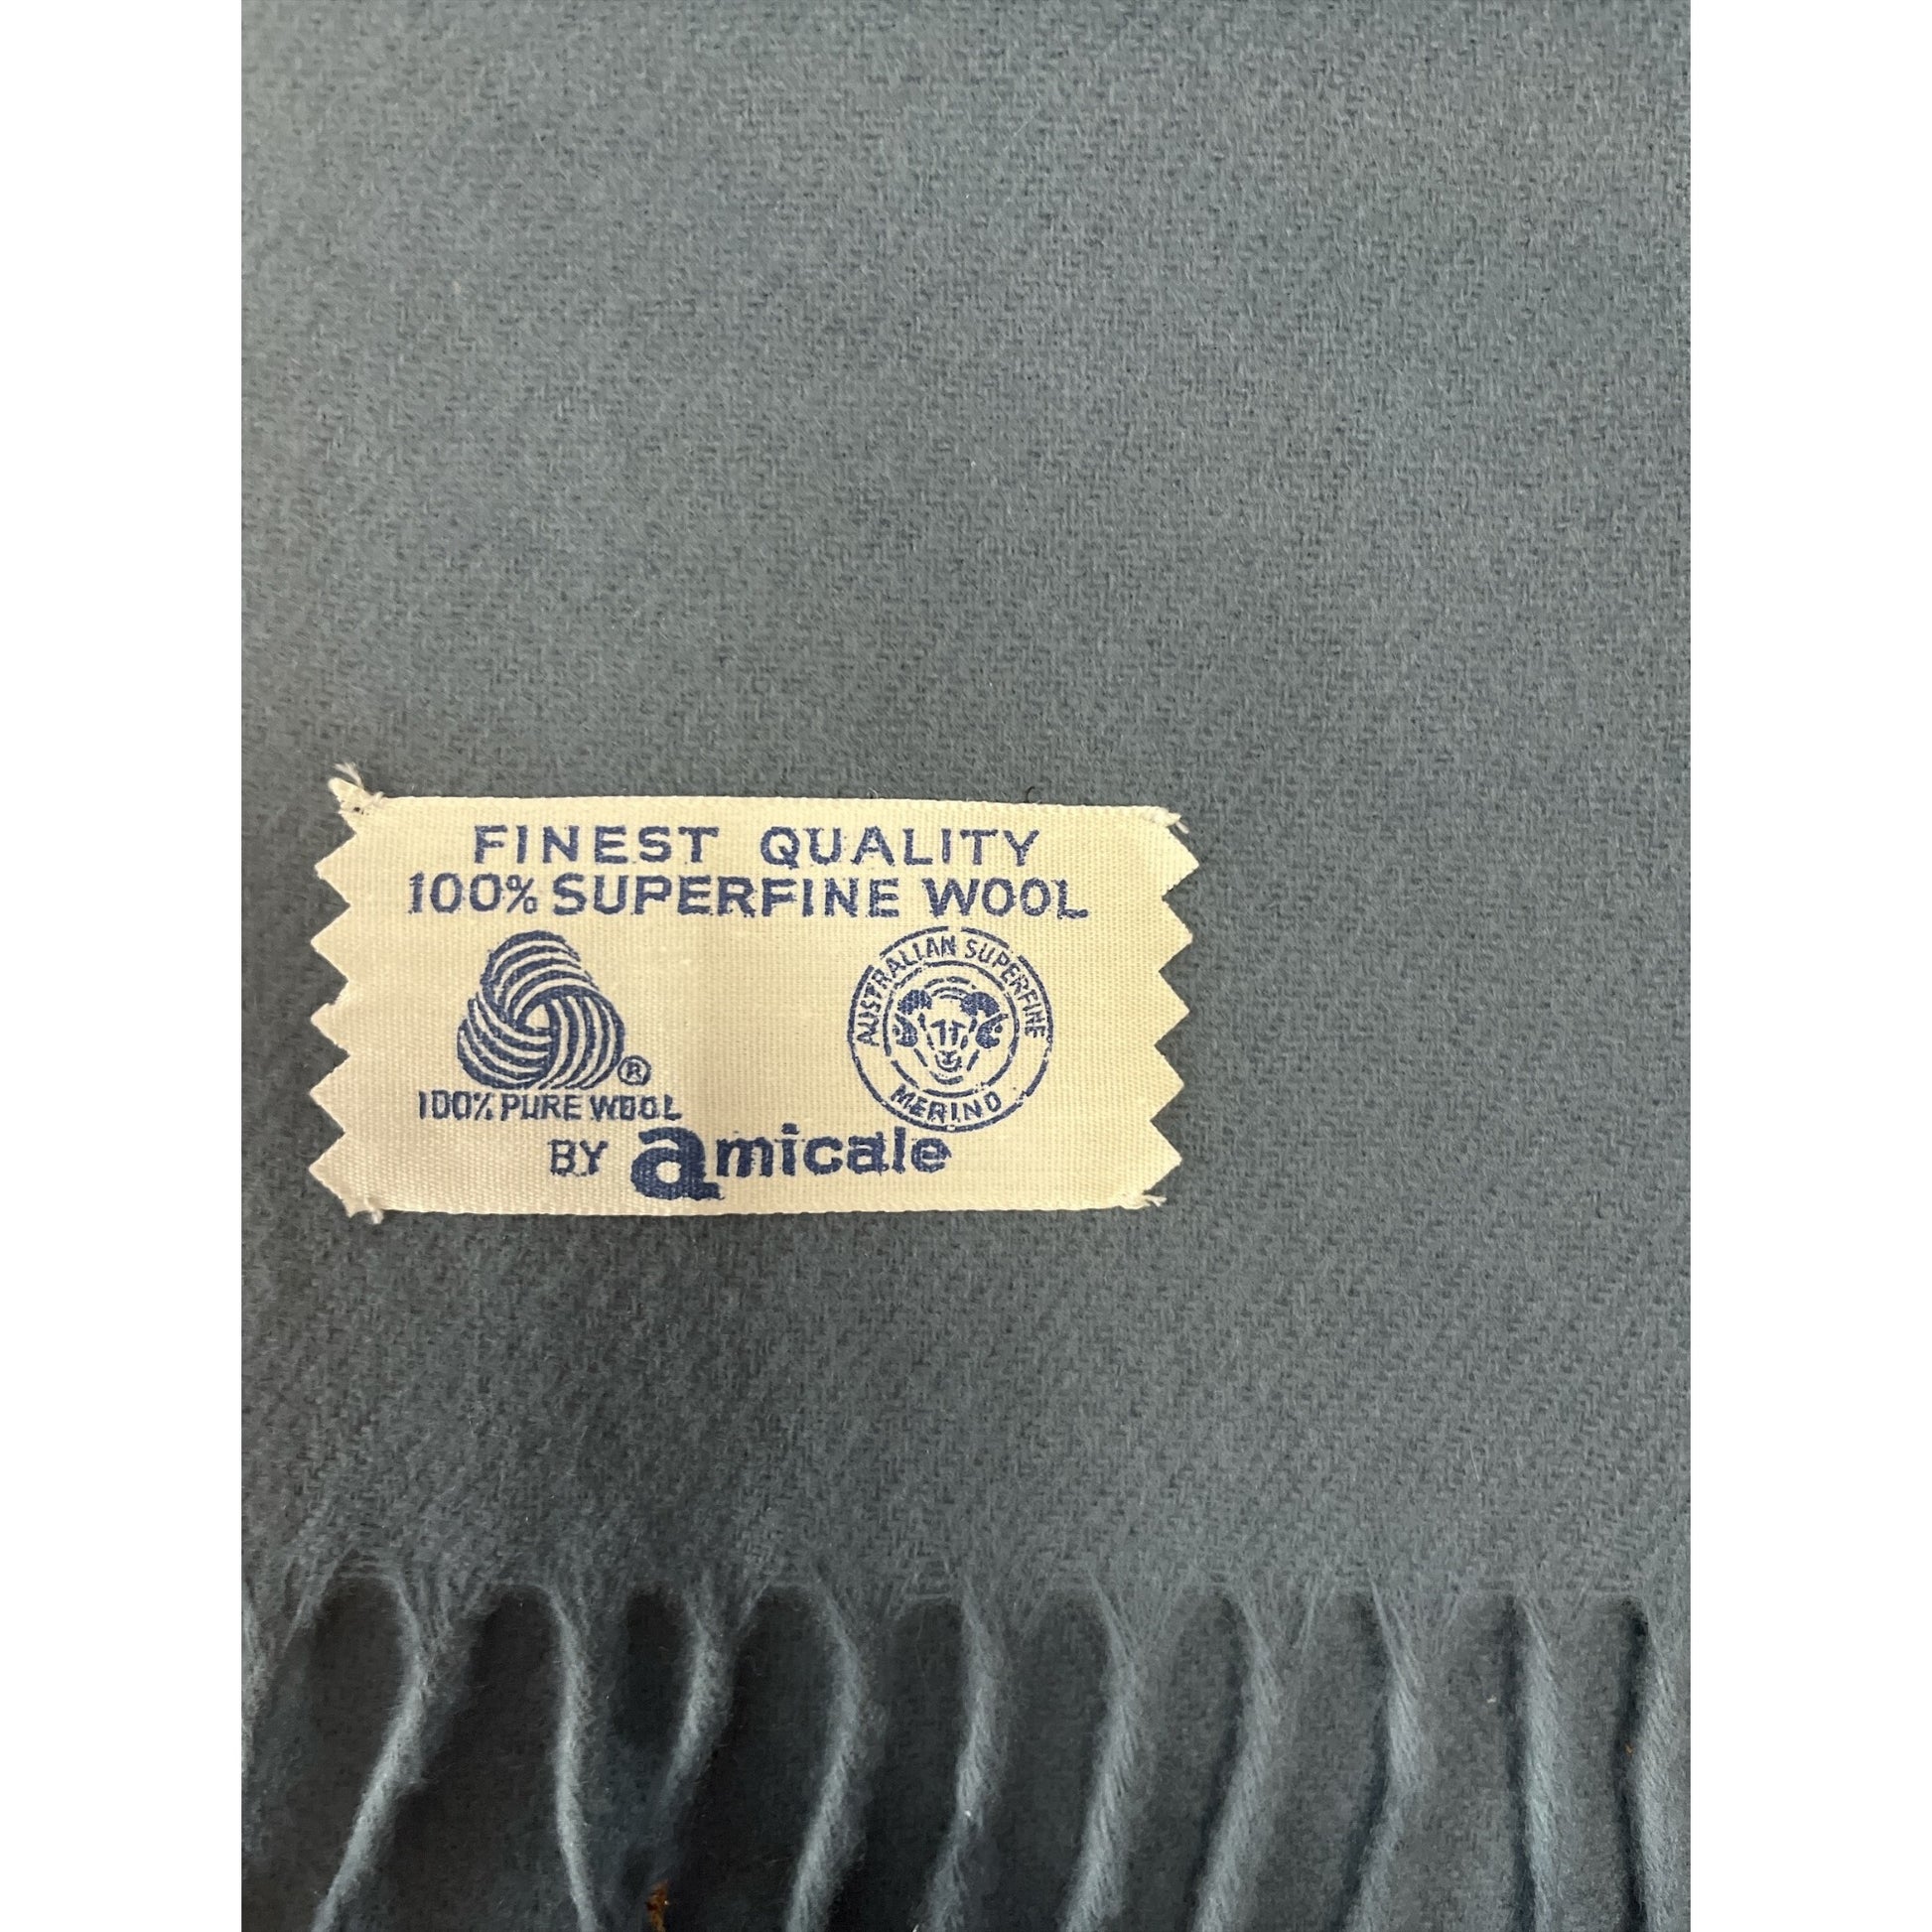 FINEST QUALITY
100% SUPERFINE WOOL
AUSTRALIAN SUPERFINE
MERINO
®
100% PURE WOOL
BY amicale